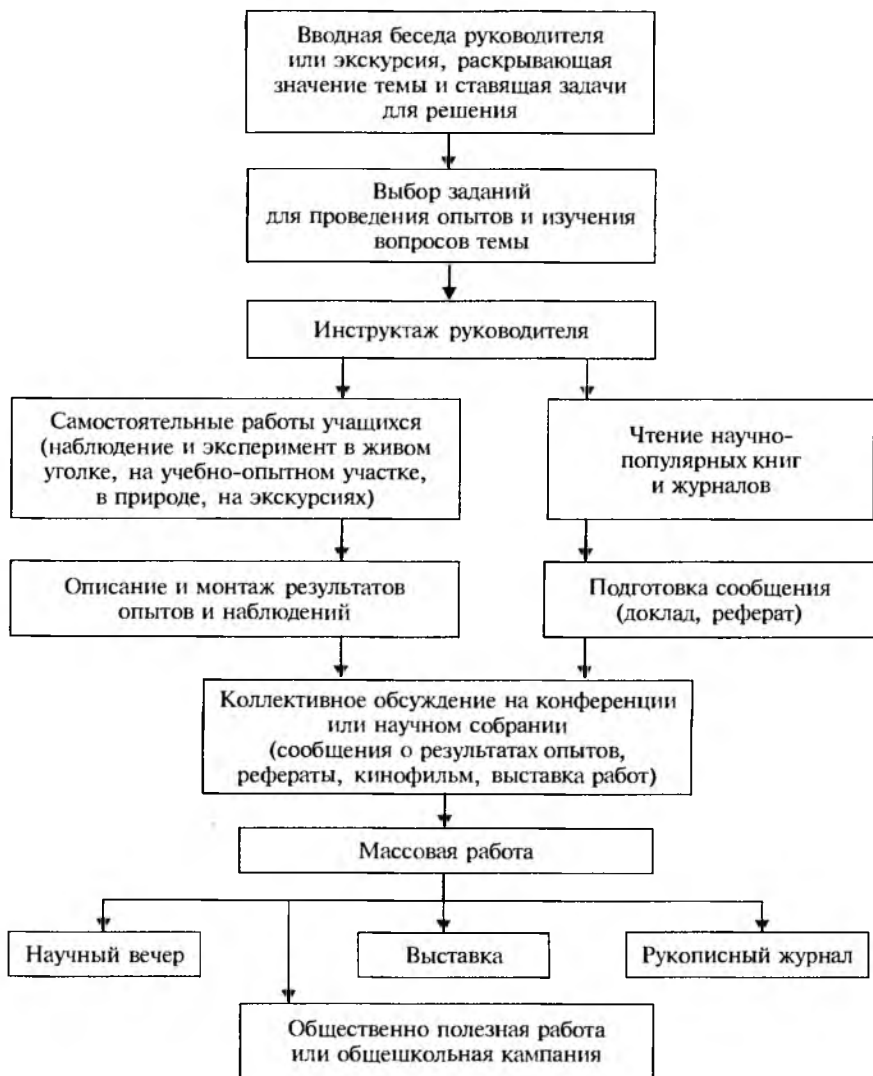 Вводная беседа руководителя
или экскурсия, раскрывающая
значение темы и ставящая задачи
для решения
Выбор заданий
для проведения опытов и изучения
вопросов темы
Инструктаж руководителя
Самостоятельные работы учащихся
(наблюдение и эксперимент в живом
уголке, на учебно-опытном участке,
в природе, на экскурсиях)
Чтение научно-
популярных книг
и журналов
Описание и монтаж результатов
опытов и наблюдений
Подготовка сообщения
(доклад, реферат)
Коллективное обсуждение на конференции
или научном собрании
(сообщения о результатах опытов,
рефераты, кинофильм, выставка работ)
Массовая работа
Научный вечер
Выставка
Рукописный журнал
Общественно полезная работа
или общешкольная кампания